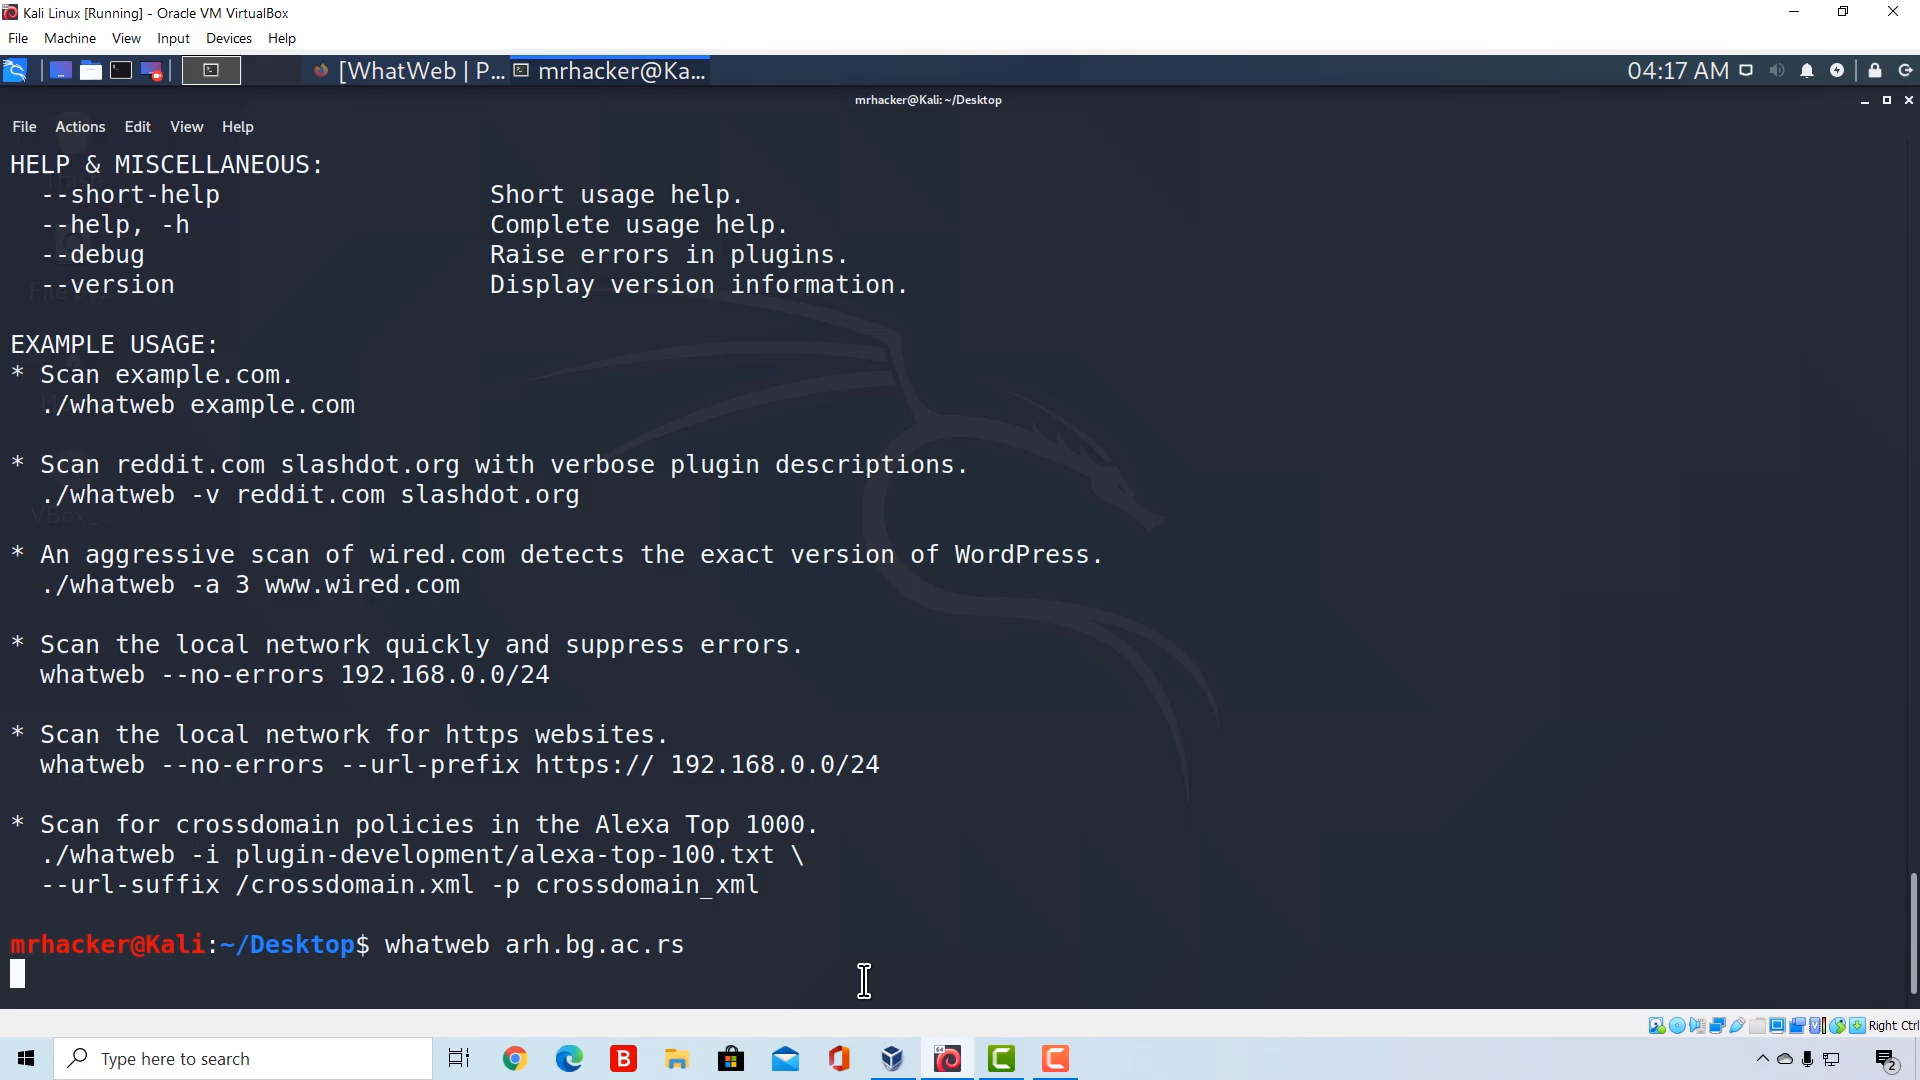 Kali Linux [Running] - Oracle VM VirtualBox
File Machine View Input Devices Help
[WhatWeb | P... mrhacker@Ka... 04:17 AM
mrhacker@Kali: ~/Desktop
File Actions Edit View Help
HELP & MISCELLANEOUS:
--short-help Short usage help.
--help, -h Complete usage help.
--debug Raise errors in plugins.
--version Display version information.
EXAMPLE USAGE:
* Scan example.com.
./whatweb example.com
* Scan reddit.com slashdot.org with verbose plugin descriptions.
./whatweb -v reddit.com slashdot.org
* An aggressive scan of wired.com detects the exact version of WordPress.
./whatweb -a 3 www.wired.com
* Scan the local network quickly and suppress errors.
whatweb --no-errors 192.168.0.0/24
* Scan the local network for https websites.
whatweb --no-errors --url-prefix https:// 192.168.0.0/24
* Scan for crossdomain policies in the Alexa Top 1000.
./whatweb -i plugin-development/alexa-top-100.txt \
--url-suffix /crossdomain.xml -p crossdomain_xml
mrhacker@Kali:~/Desktop$ whatweb arh.bg.ac.rs
Right Ctrl
Type here to search
B
2